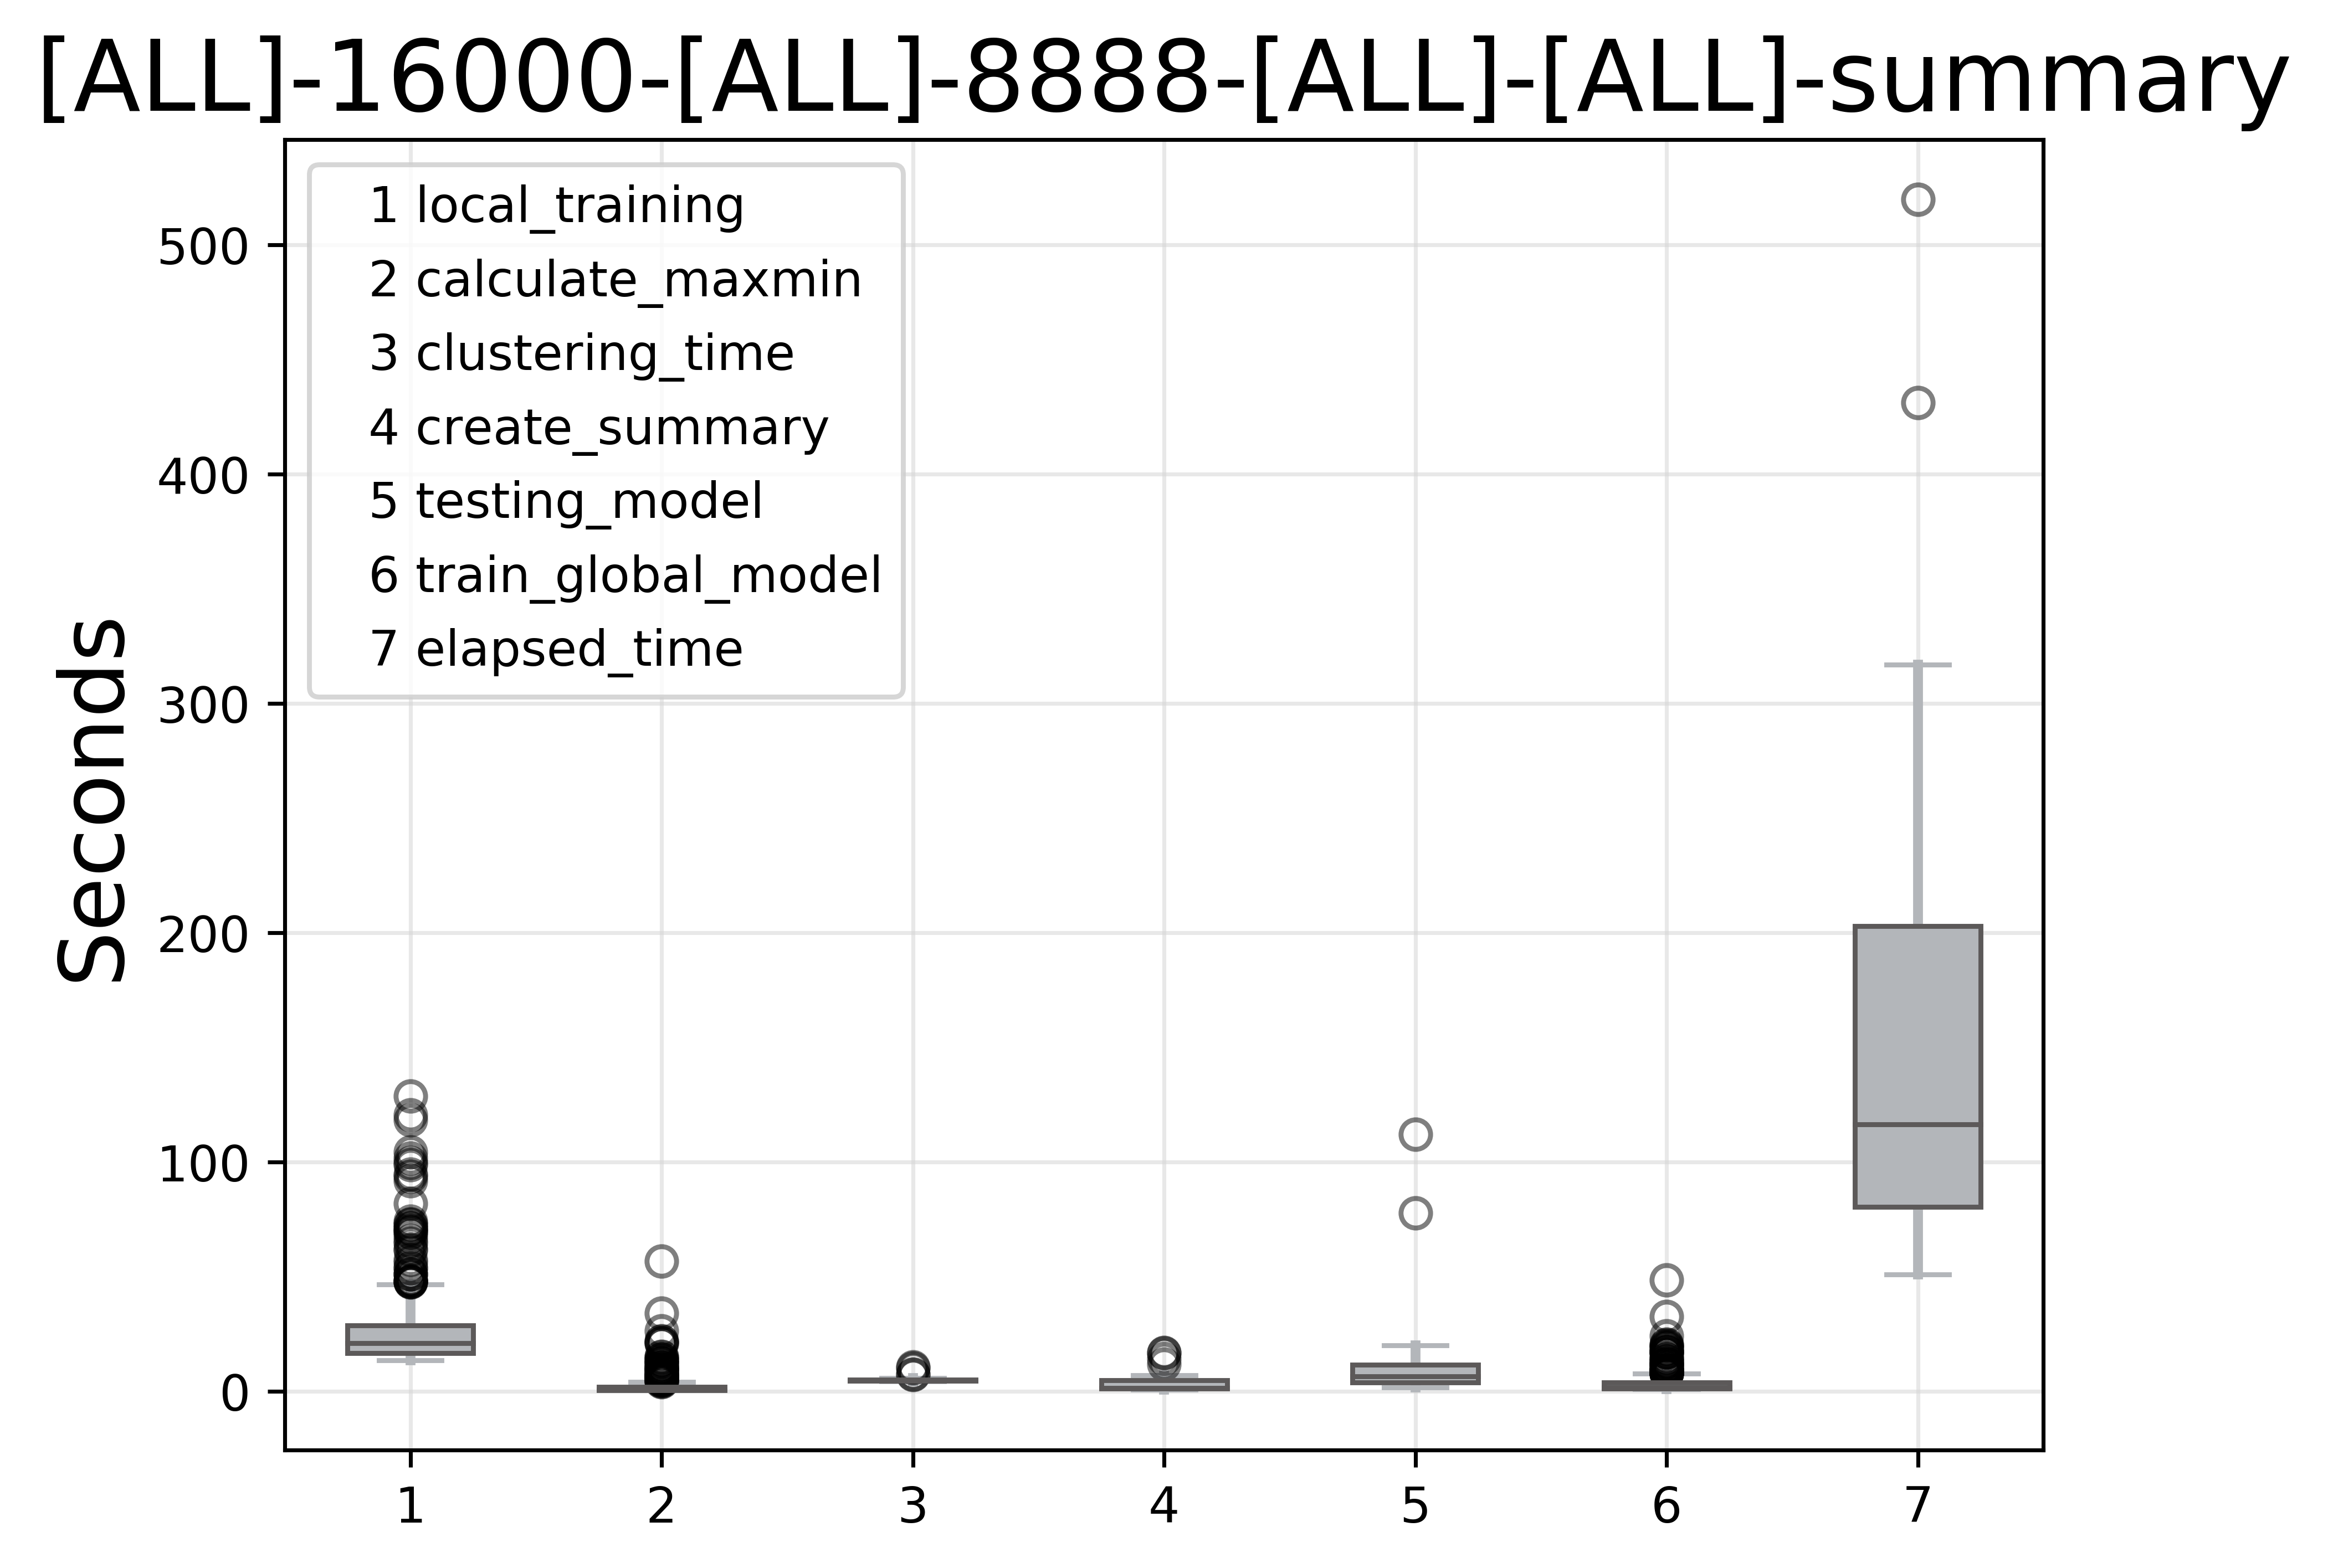 [ALL]-16000-[ALL]-8888-[ALL]-[ALL]-summary
1 local_training
2 calculate_maxmin
3 clustering_time
4 create_summary
5 testing_model
6 train_global_model
7 elapsed_time
Seconds
500
400
300
200
100
0
1 2 3 4 5 6 7